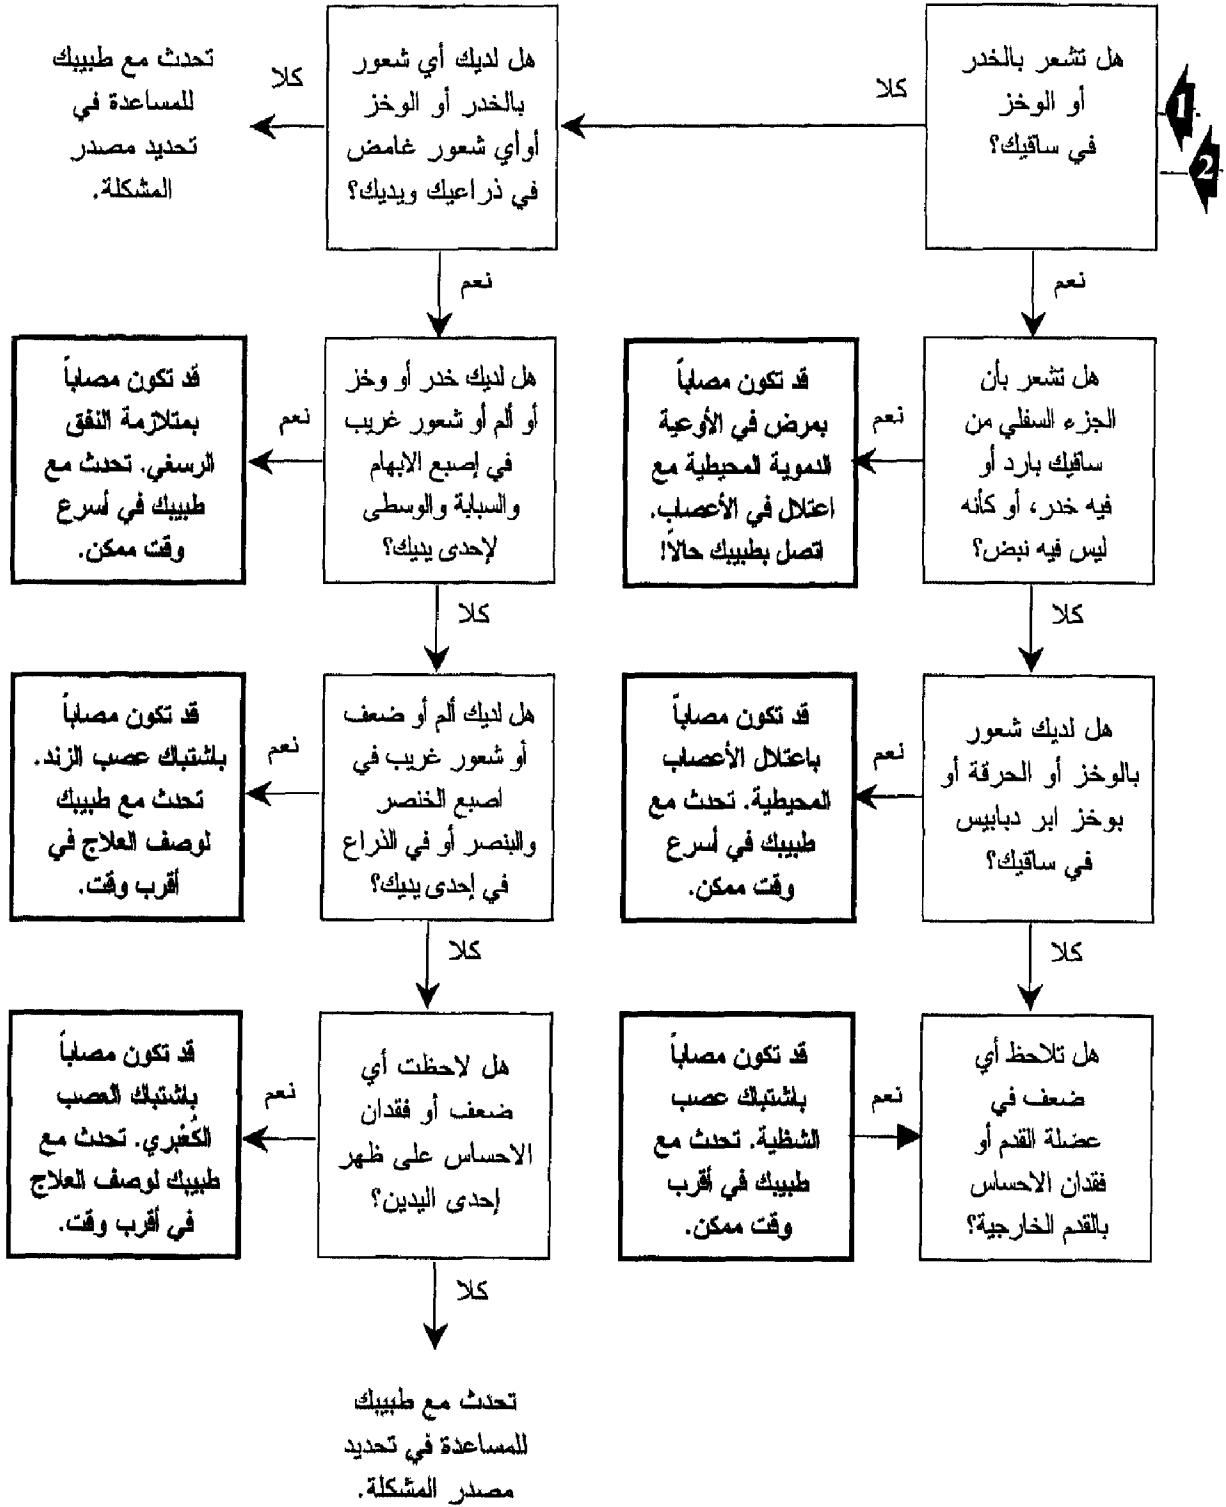 1
2
هل تشعر بالخدر
أو الوخز
في ساقيك؟
كلا
هل لديك أي شعور
بالخدر أو الوخز
أوأي شعور غامض
في ذراعيك ويديك؟
كلا
تحدث مع طبيبك
للمساعدة في
تحديد مصدر
المشكلة.
نعم
نعم
هل تشعر بأن
الجزء السفلي من
ساقيك بارد أو
فيه خدر، أو كأنه
ليس فيه نبض؟
نعم
قد تكون مصاباً
بمرض في الأوعية
الدموية المحيطية مع
اعتلال في الأعصاب.
اتصل بطبيبك حالاً!
هل لديك خدر أو وخز
أو ألم أو شعور غريب
في إصبع الابهام
والسبابة والوسطى
لإحدى يديك؟
نعم
قد تكون مصاباً
بمتلازمة النفق
الرسغي. تحدث مع
طبيبك في أسرع
وقت ممكن.
كلا
كلا
هل لديك شعور
بالوخز أو الحرقة أو
بوخز ابر دبابيس
في ساقيك؟
نعم
قد تكون مصاباً
باعتلال الأعصاب
المحيطية. تحدث مع
طبيبك في أسرع
وقت ممكن.
هل لديك ألم أو ضعف
أو شعور غريب في
اصبع الخنصر
والبنصر أو في الذراع
في إحدى يديك؟
نعم
قد تكون مصاباً
باشتباك عصب الزند.
تحدث مع طبيبك
لوصف العلاج في
أقرب وقت.
كلا
كلا
هل تلاحظ أي
ضعف في
عضلة القدم أو
فقدان الاحساس
بالقدم الخارجية؟
نعم
قد تكون مصاباً
باشتباك عصب
الشظية. تحدث مع
طبيبك في أقرب
وقت ممكن.
هل لاحظت أي
ضعف أو فقدان
الاحساس على ظهر
إحدى اليدين؟
نعم
قد تكون مصاباً
باشتباك العصب
الكُعْبري. تحدث مع
طبيبك لوصف العلاج
في أقرب وقت.
كلا
تحدث مع طبيبك
للمساعدة في تحديد
مصدر المشكلة.